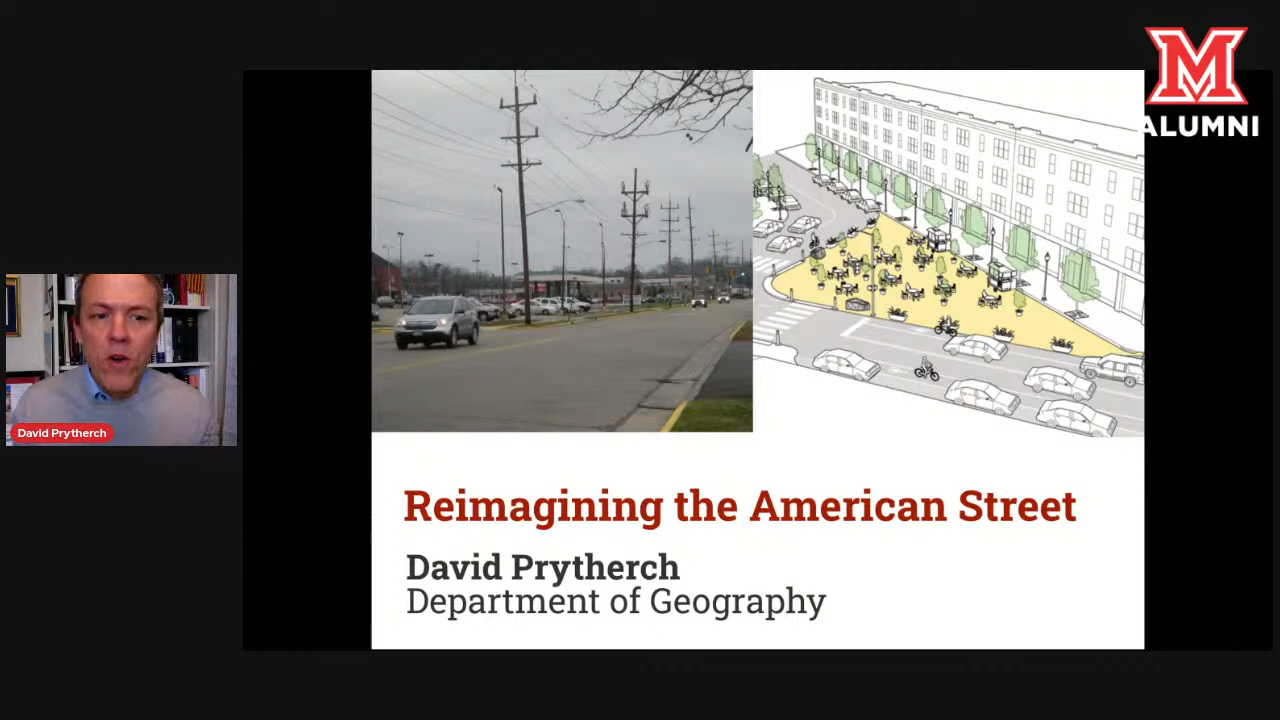 M
ALUMNI
David Prytherch
Reimagining the American Street
David Prytherch
Department of Geography